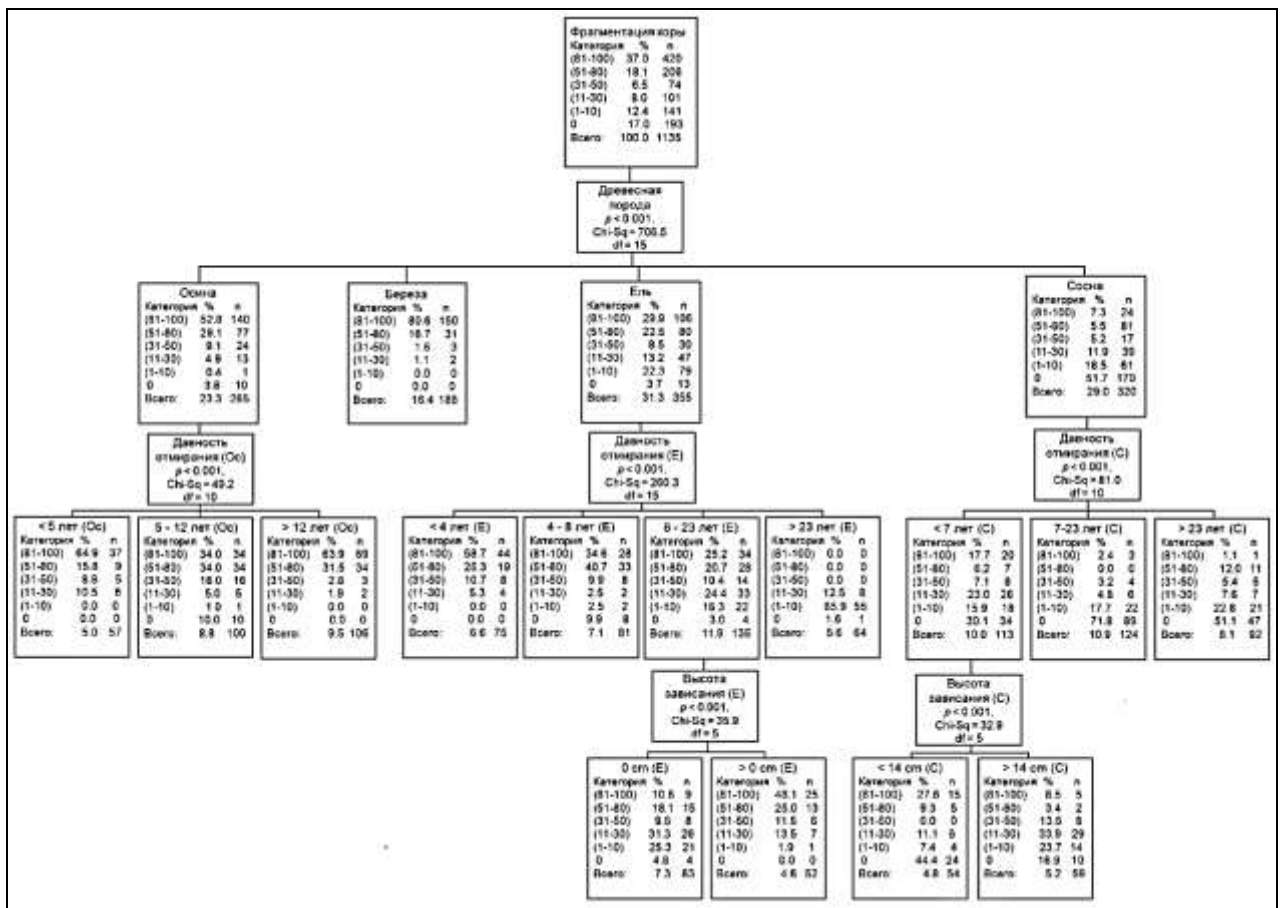 Фрагментация коры
Категория % n
(81-100) 37.0 420
(51-80) 18.1 206
(31-50) 6.5 74
(11-30) 8.0 101
(1-10) 12.4 141
0 17.0 193
Всего: 100.0 1135
Древесная
порода
p < 0.001,
Chi-Sq = 706.5
df = 15
Осина
Категория % n
(81-100) 52.8 140
(51-80) 29.1 77
(31-50) 9.1 24
(11-30) 4.9 13
(1-10) 0.4 1
0 3.8 10
Всего: 23.3 265
Береза
Категория % n
(81-100) 80.6 150
(51-80) 16.7 31
(31-50) 1.6 3
(11-30) 1.1 2
(1-10) 0.0 0
0 0.0 0
Всего: 16.4 186
Ель
Категория % n
(81-100) 29.9 106
(51-80) 22.5 80
(31-50) 8.5 30
(11-30) 13.2 47
(1-10) 22.3 79
0 3.7 13
Всего: 31.3 355
Сосна
Категория % n
(81-100) 7.3 24
(51-80) 5.5 81
(31-50) 5.2 17
(11-30) 11.9 39
(1-10) 18.5 61
0 51.7 170
Всего: 29.0 320
Давность
отмирания (Ос)
p < 0.001,
Chi-Sq = 49.2
df = 10
Давность
отмирания (Е)
p < 0.001,
Chi-Sq = 260.3
df = 15
Давность
отмирания (С)
p < 0.001,
Chi-Sq = 81.0
df = 10
< 5 лет (Ос)
Категория % n
(81-100) 64.9 37
(51-80) 15.8 9
(31-50) 8.8 5
(11-30) 10.5 6
(1-10) 0.0 0
0 0.0 0
Всего: 5.0 57
5 - 12 лет (Ос)
Категория % n
(81-100) 34.0 34
(51-80) 34.0 34
(31-50) 16.0 16
(11-30) 5.0 5
(1-10) 1.0 1
0 10.0 10
Всего: 8.8 100
> 12 лет (Ос)
Категория % n
(81-100) 63.9 69
(51-80) 31.5 34
(31-50) 2.8 3
(11-30) 1.9 2
(1-10) 0.0 0
0 0.0 0
Всего: 9.5
< 4 лет (Е)
Категория % n
(81-100) 58.7 44
(51-80) 25.3 19
(31-50) 10.7 8
(11-30) 5.3 4
(1-10) 0.0 0
0 0.0 0
Всего: 6.6 75
4 - 8 лет (Е)
Категория % n
(81-100) 34.6 28
(51-80) 40.7 33
(31-50) 9.9 8
(11-30) 2.5 2
(1-10) 2.5 2
0 9.9 8
Всего: 7.1 81
23 лет (Е)
Категория % n
(81-100) 25.2 34
(51-80) 20.7 28
(31-50) 10.4 14
(11-30) 24.4 33
(1-10) 16.3 22
0 3.0 4
Всего: 11.9 135
> 23 лет (Е)
Категория % n
(81-100) 0.0 0
(51-80) 0.0 0
(31-50) 0.0 0
(11-30) 12.5 8
(1-10) 85.9 55
0 1.6 1
Всего: 5.6 64
< 7 лет (С)
Категория % n
(81-100) 17.7 20
(51-80) 6.2 7
(31-50) 7.1 8
(11-30) 23.0 26
(1-10) 15.9 18
0 30.1 34
Всего: 10.0 113
7-23 лет (С)
Категория % n
(81-100) 2.4 3
(51-80) 0.0 0
(31-50) 3.2 4
(11-30) 4.8 6
(1-10) 17.7 22
0 71.8 89
Всего: 10.9 124
> 23 лет (С)
Категория % n
(81-100) 1.1 1
(51-80) 12.0 11
(31-50) 5.4 5
(11-30) 7.6 7
(1-10) 22.8 21
0 51.1 47
Всего: 8.1 92
Высота
зависания (Е)
p < 0.001,
Chi-Sq = 35.9
df = 5
Высота
зависания (С)
p < 0.001,
Chi-Sq = 32.9
df = 5
0 cm (Е)
Категория % n
(81-100) 10.8 9
(51-80) 18.1 15
(31-50) 9.6 8
(11-30) 31.3 26
(1-10) 25.3 21
0 4.8 4
Всего: 7.3 83
> 0 cm (Е)
Категория % n
(81-100) 48.1 25
(51-80) 25.0 13
(31-50) 11.5 6
(11-30) 13.5 7
(1-10) 1.9 1
0 0.0 0
Всего: 4.6 52
< 14 cm (С)
Категория % n
(81-100) 27.8 15
(51-80) 9.3 5
(31-50) 0.0 0
(11-30) 11.1 6
(1-10) 7.4 4
0 44.4 24
Всего: 4.8 54
> 14 cm (С)
Категория % n
(81-100) 8.5 5
(51-80) 3.4 2
(31-50) 13.6 8
(11-30) 33.9
(1-10) 23.7 14
0 16.9 10
Всего: 5.2 59